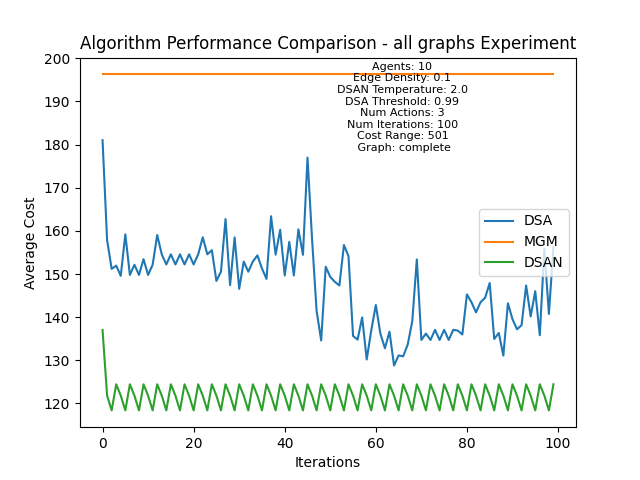 Algorithm Performance Comparison - all graphs Experiment
Agents: 10
Edge Density: 0.1
DSAN Temperature: 2.0
DSA Threshold: 0.99
Num Actions: 3
Num Iterations: 100
Cost Range: 501
Graph: complete
200
190
180
170
160
150
140
130
120
Average Cost
DSA
MGM
DSAN
0
20
40
60
80
100
Iterations